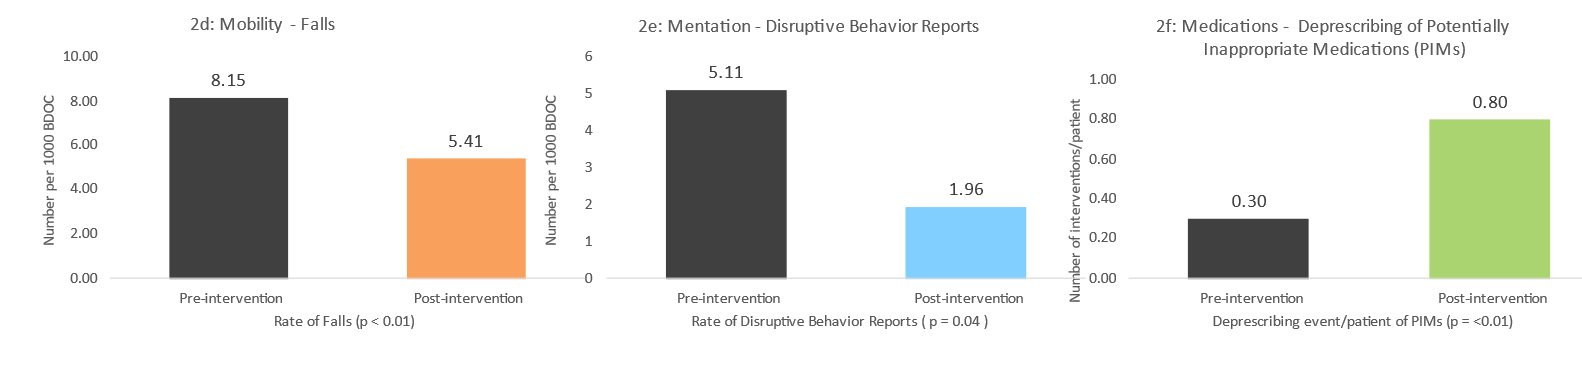 2d: Mobility - Falls
Number per 1000 BDOC
10.00
8.00
6.00
4.00
2.00
0.00
8.15
5.41
Pre-intervention
Post-intervention
Rate of Falls (p < 0.01)
2e: Mentation - Disruptive Behavior Reports
Number per 1000 BDOC
6
5
4
3
2
1
0
5.11
1.96
Pre-intervention
Post-intervention
Rate of Disruptive Behavior Reports ( p = 0.04 )
2f: Medications - Deprescribing of Potentially
Inappropriate Medications (PIMs)
Number of interventions/patient
1.00
0.80
0.60
0.40
0.20
0.00
0.30
0.80
Pre-intervention
Post-intervention
Deprescribing event/patient of PIMs (p = <0.01)